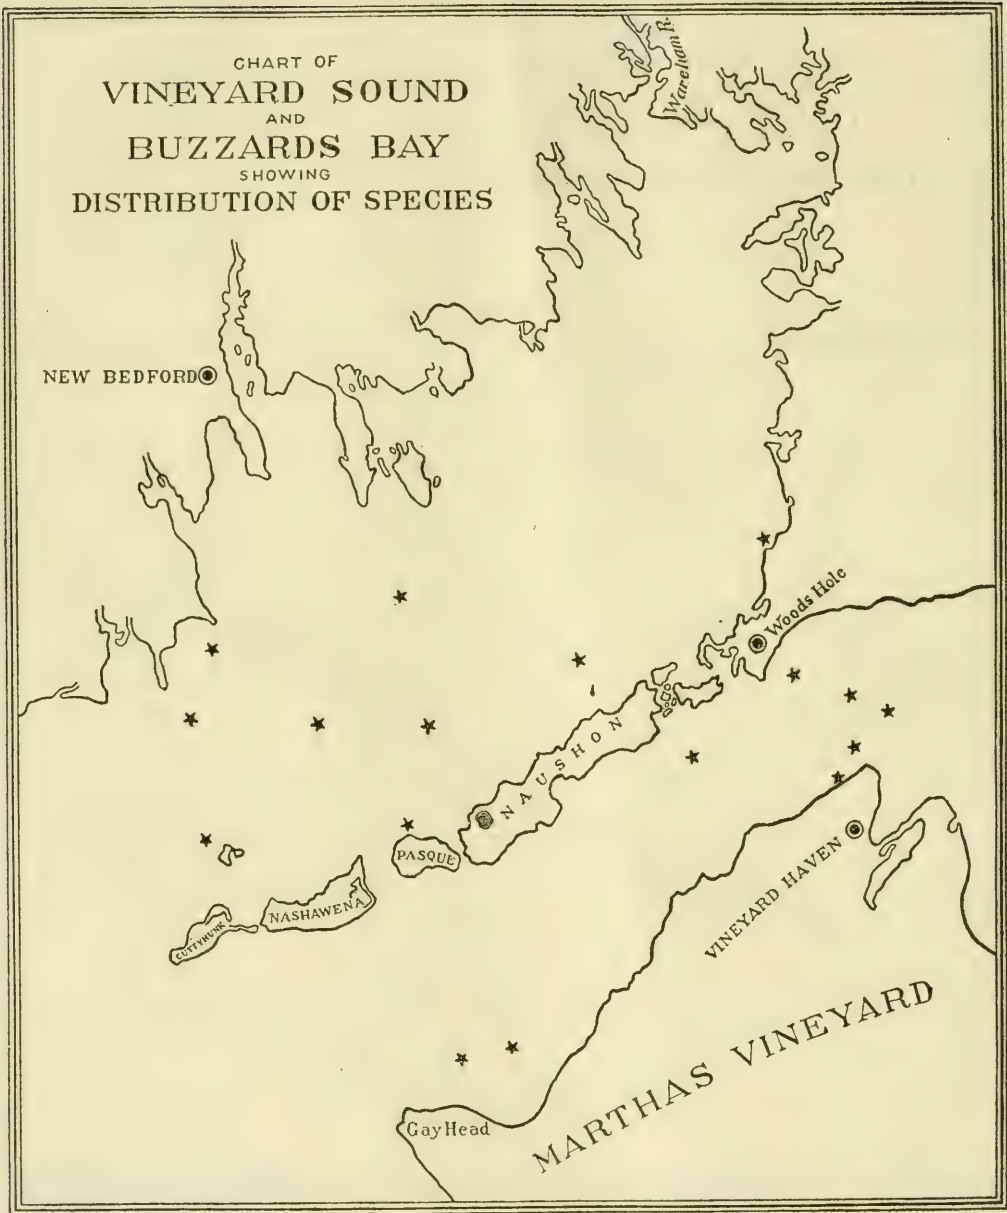 CHART OF
VINEYARD SOUND
AND
BUZZARDS BAY
SHOWING
DISTRIBUTION OF SPECIES
Wareham R.
NEW BEDFORD
Woods Hole
NAUSHON
PASQUE
NASHAWENA
CUTTYHUNK
VINEYARD HAVEN
MARTHAS VINEYARD
Gay Head